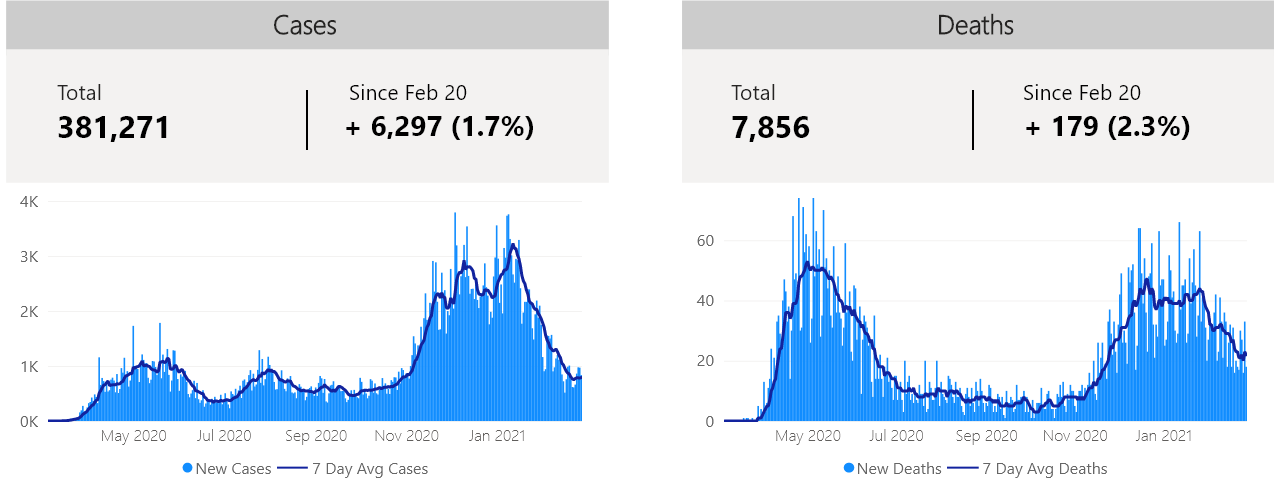 Cases
Total
381,271
Since Feb 20
+ 6,297 (1.7%)
4K
3K
2K
1K
0K
May 2020 Jul 2020 Sep 2020 Nov 2020 Jan 2021
New Cases 7 Day Avg Cases
Deaths
Total
7,856
Since Feb 20
+ 179 (2.3%)
60
40
20
0
May 2020 Jul 2020 Sep 2020 Nov 2020 Jan 2021
New Deaths 7 Day Avg Deaths